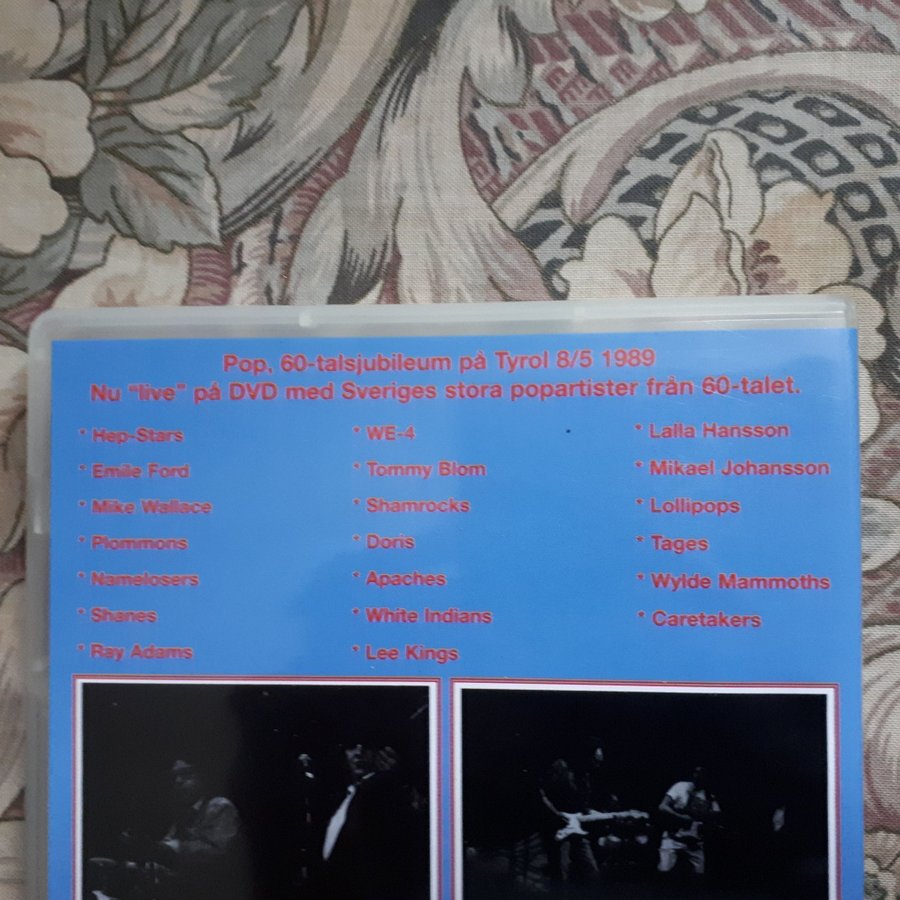 Pop, 60-talsjubileum på Tyrol 8/5 1989
Nu "live" på DVD med Sveriges stora popartister från 60-talet.
* Hep-Stars
* Emile Ford
* Mike Wallace
* Plommons
* Namelosers
* Shanes
* Ray Adams
* WE-4
* Tommy Blom
* Shamrocks
* Doris
* Apaches
* White Indians
* Lee Kings
* Lalla Hansson
* Mikael Johansson
* Lollipops
* Tages
* Wylde Mammoths
* Caretakers